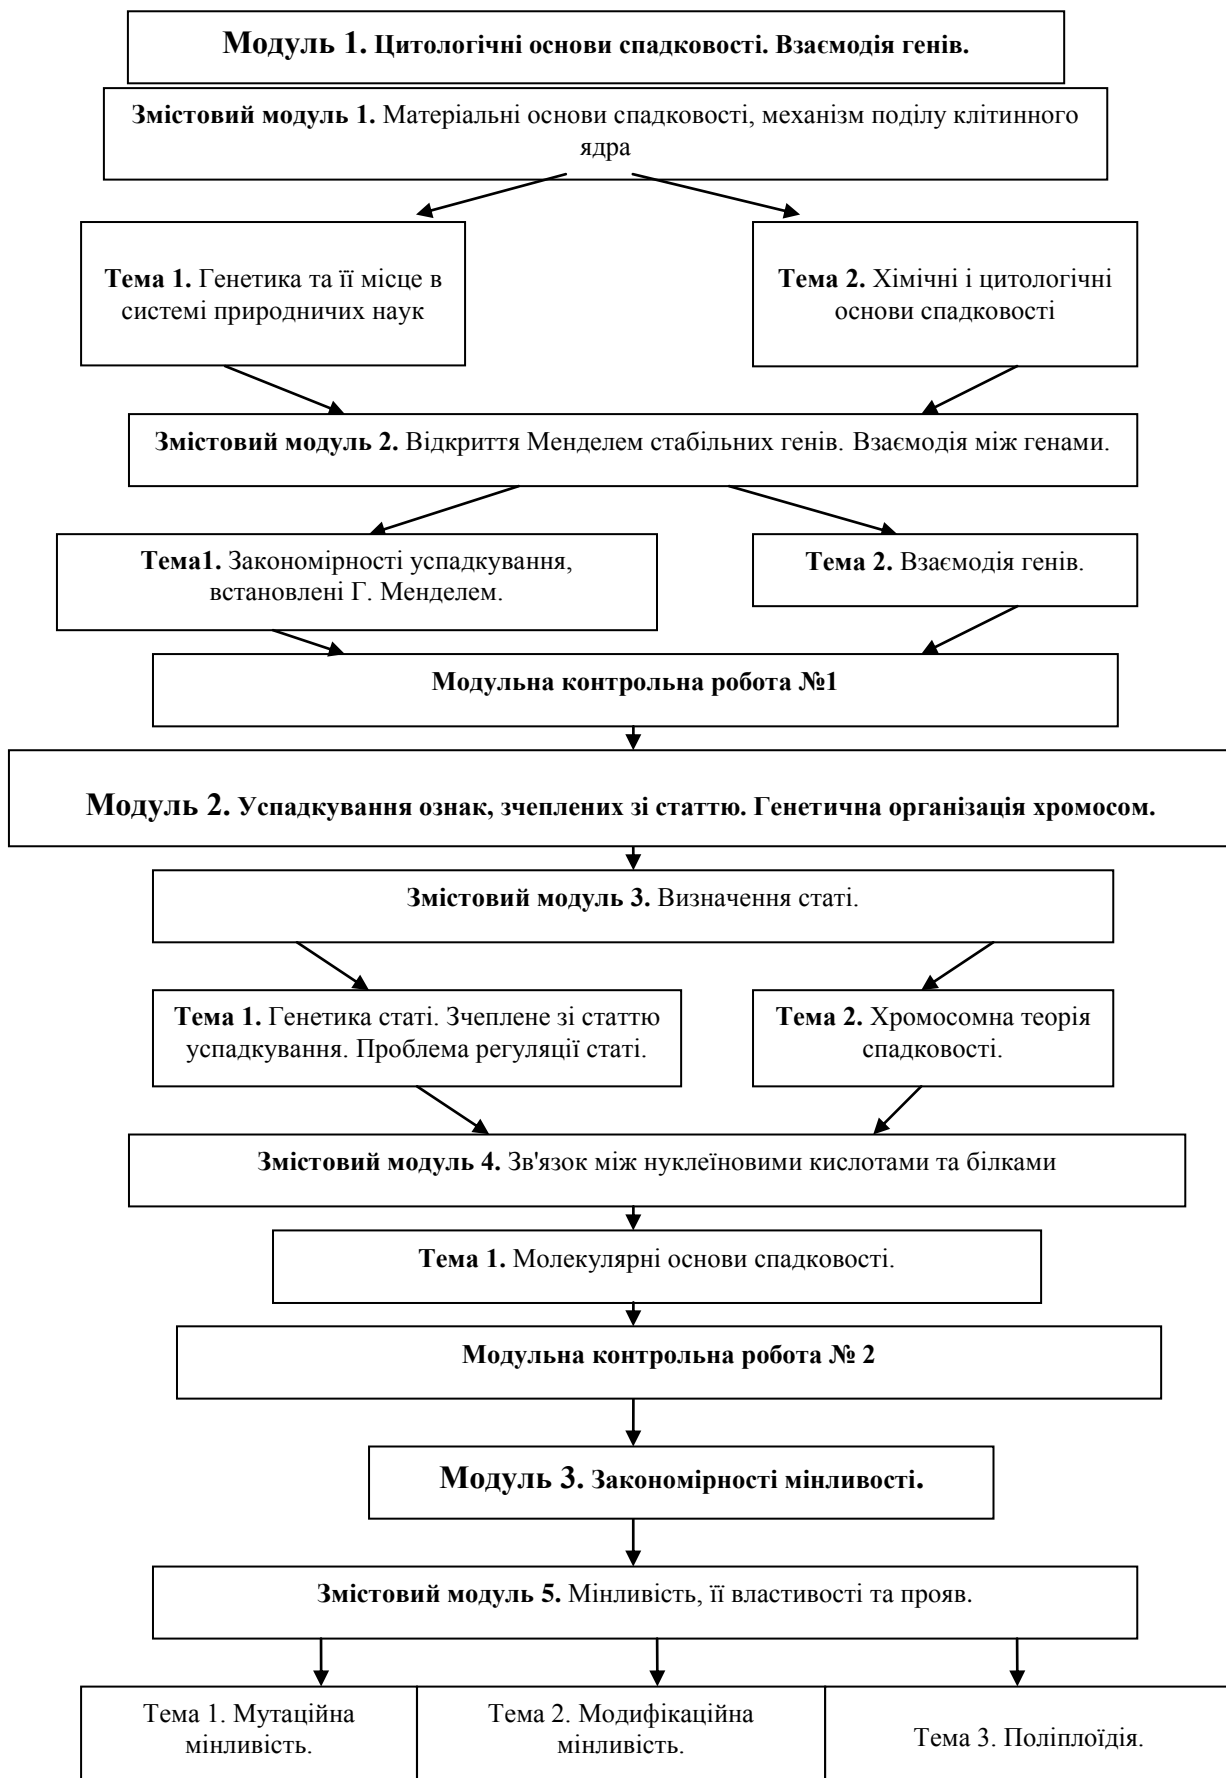 Модуль 1. Цитологічні основи спадковості. Взаємодія генів.
Змістовий модуль 1. Матеріальні основи спадковості, механізм поділу клітинного
ядра
Тема 1. Генетика та її місце в
системі природничих наук
Тема 2. Хімічні і цитологічні
основи спадковості
Змістовий модуль 2. Відкриття Менделем стабільних генів. Взаємодія між генами.
Тема1. Закономірності успадкування,
встановлені Г. Менделем.
Тема 2. Взаємодія генів.
Модульна контрольна робота №1
Модуль 2. Успадкування ознак, зчеплених зі статтю. Генетична організація хромосом.
Змістовий модуль 3. Визначення статі.
Тема 1. Генетика статі. Зчеплене зі статтю
успадкування. Проблема регуляції статі.
Тема 2. Хромосомна теорія
спадковості.
Змістовий модуль 4. Зв'язок між нуклеїновими кислотами та білками
Тема 1. Молекулярні основи спадковості.
Модульна контрольна робота № 2
Модуль 3. Закономірності мінливості.
Змістовий модуль 5. Мінливість, її властивості та прояв.
Тема 1. Мутаційна
мінливість.
Тема 2. Модифікаційна
мінливість.
Тема 3. Поліплоїдія.